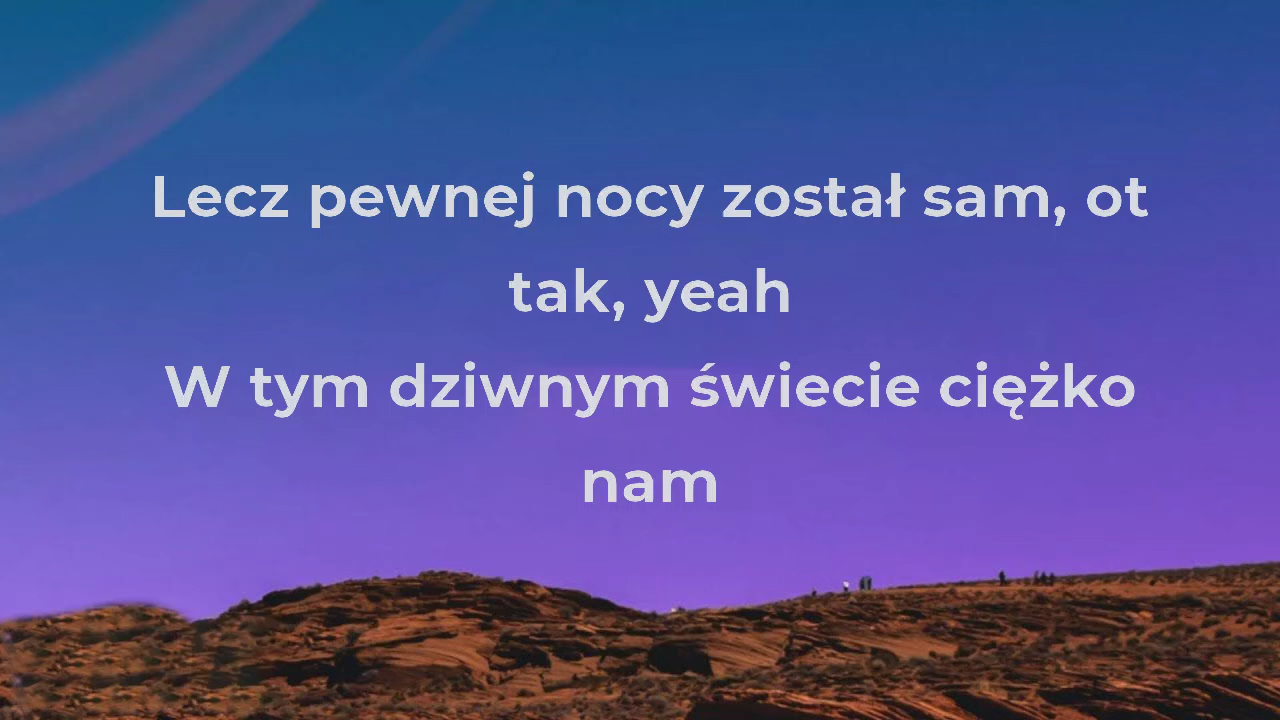 Lecz pewnej nocy został sam, ot
tak, yeah
W tym dziwnym świecie ciężko
nam